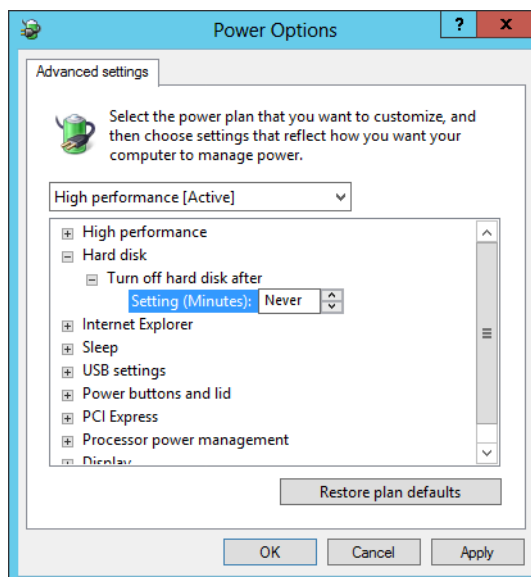 Power Options
?
x
Advanced settings
Select the power plan that you want to customize, and
then choose settings that reflect how you want your
computer to manage power.
High performance [Active]
High performance
Hard disk
Turn off hard disk after
Setting (Minutes): Never
Internet Explorer
Sleep
USB settings
Power buttons and lid
PCI Express
Processor power management
Display
Restore plan defaults
OK Cancel Apply